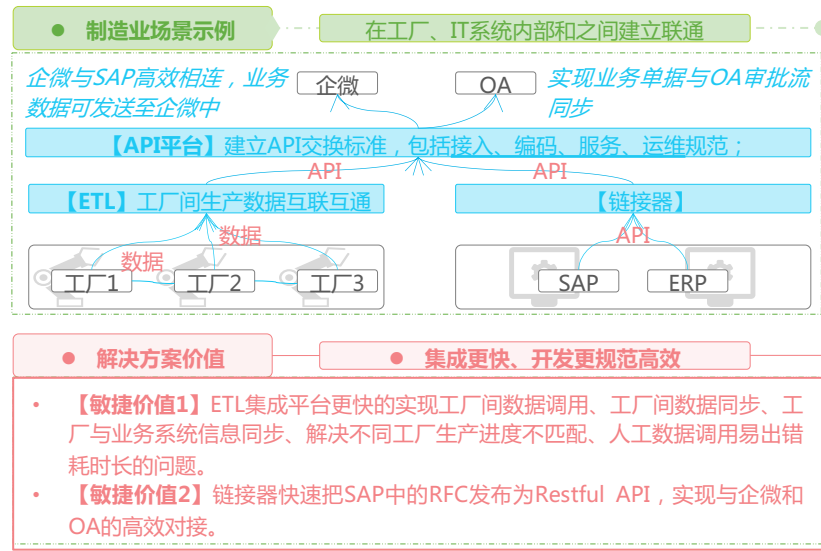 ● 制造业场景示例
在工厂、IT系统内部和之间建立联通
企微与SAP高效相连，业务
数据可发送至企微中
企微
OA
实现业务单据与OA审批流
同步
【API平台】建立API交换标准，包括接入、编码、服务、运维规范；
API
API
【ETL】工厂间生产数据互联互通
【链接器】
数据
API
数据
工厂1
工厂2
工厂3
SAP
ERP
● 解决方案价值
● 集成更快、开发更规范高效
• 【敏捷价值1】ETL集成平台更快的实现工厂间数据调用、工厂间数据同步、工
厂与业务系统信息同步、解决不同工厂生产进度不匹配、人工数据调用易出错
耗时长的问题。
• 【敏捷价值2】链接器快速把SAP中的RFC发布为Restful API，实现与企微和
OA的高效对接。